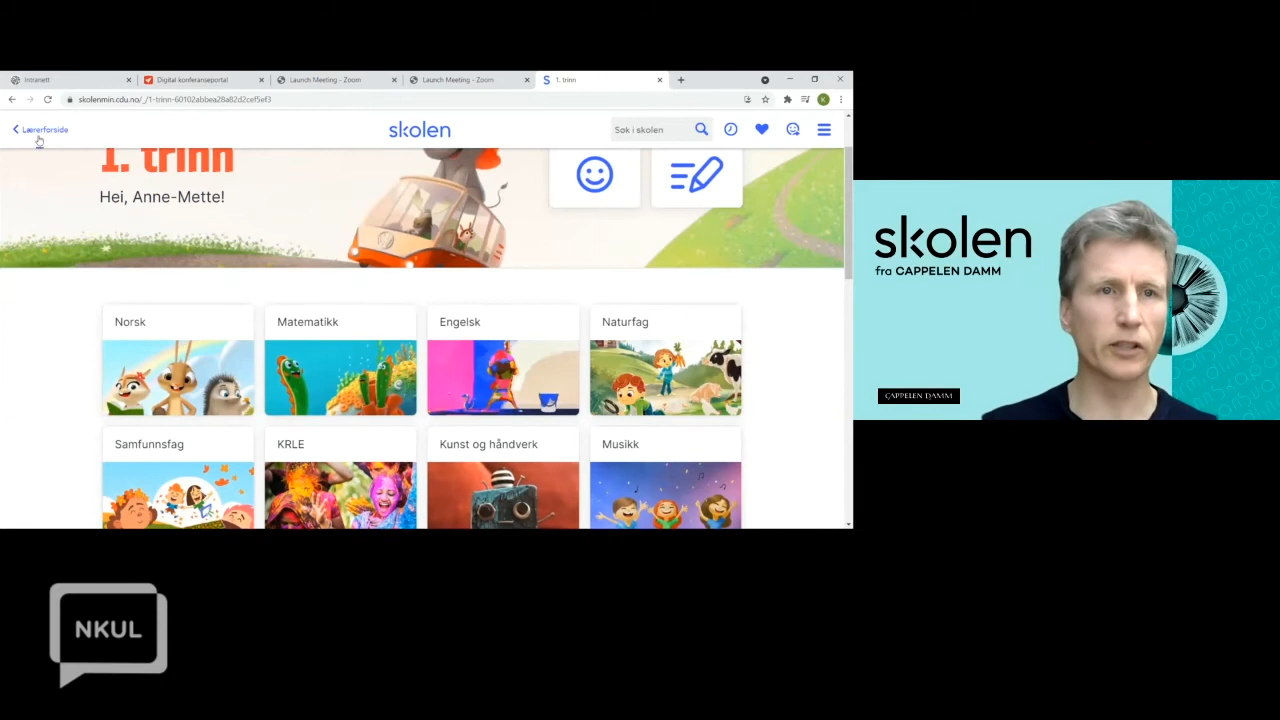 Intranett
Digital konferanseportal
Launch Meeting - Zoom
Launch Meeting - Zoom
S 1. trinn
skolenmin.cdu.no/_/1-trinn-60102abbea28a82d2cef5ef3
K
Lærerforside
skolen
Søk i skolen
1. trinn
Hei, Anne-Mette!
Norsk
Matematikk
Engelsk
Naturfag
Samfunnsfag
KRLE
Kunst og håndverk
Musikk
skolen
fra CAPPELEN DAMM
CAPPELEN DAMM
NKUL